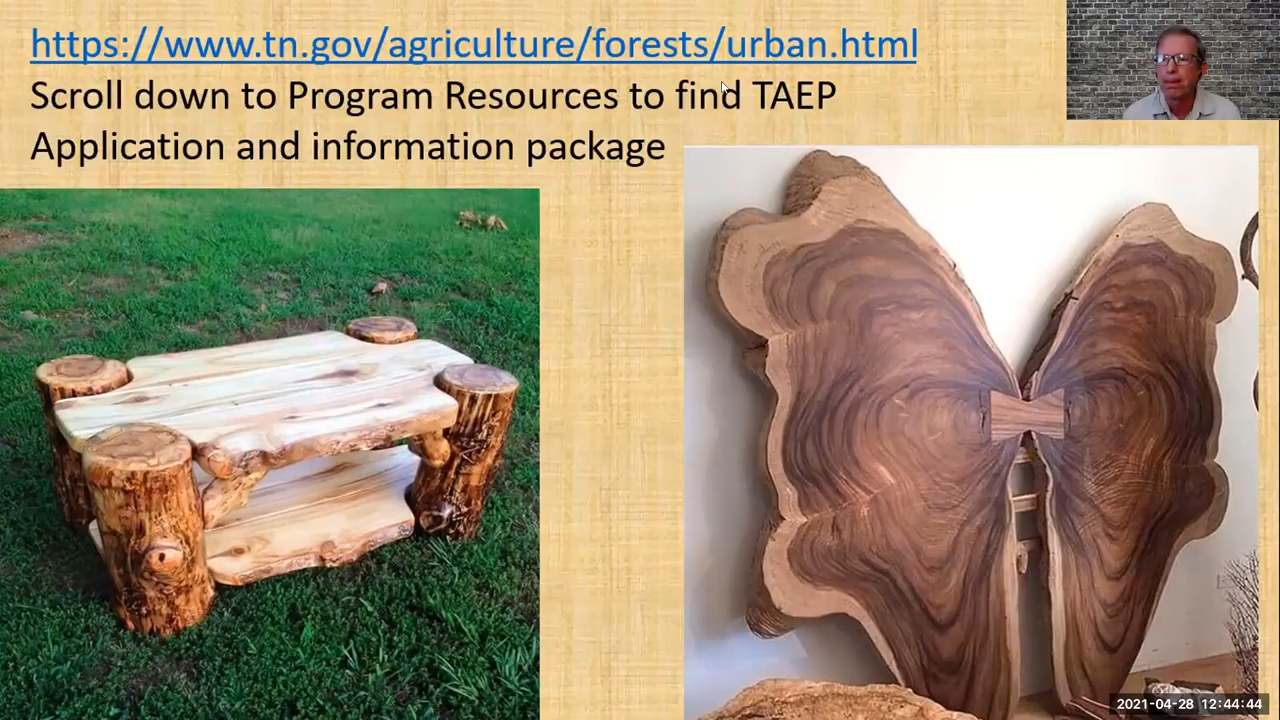 https://www.tn.gov/agriculture/forests/urban.html
Scroll down to Program Resources to find TAEP
Application and information package
2021-04-28 12:44:44